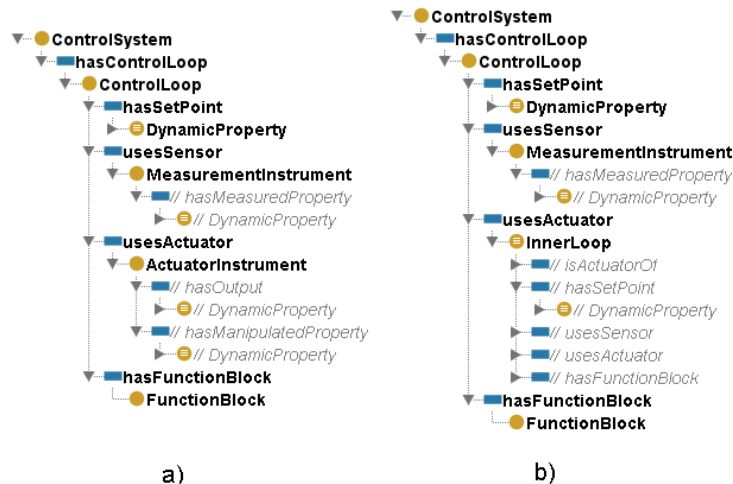 ControlSystem
hasControlLoop
ControlLoop
hasSetPoint
DynamicProperty
usesSensor
MeasurementInstrument
// hasMeasuredProperty
// DynamicProperty
usesActuator
ActuatorInstrument
// hasOutput
// DynamicProperty
// hasManipulatedProperty
// DynamicProperty
hasFunctionBlock
FunctionBlock
a)
ControlSystem
hasControlLoop
ControlLoop
hasSetPoint
DynamicProperty
usesSensor
MeasurementInstrument
// hasMeasuredProperty
// DynamicProperty
usesActuator
InnerLoop
// isActuatorOf
// hasSetPoint
// DynamicProperty
// usesSensor
// usesActuator
// hasFunctionBlock
hasFunctionBlock
FunctionBlock
b)